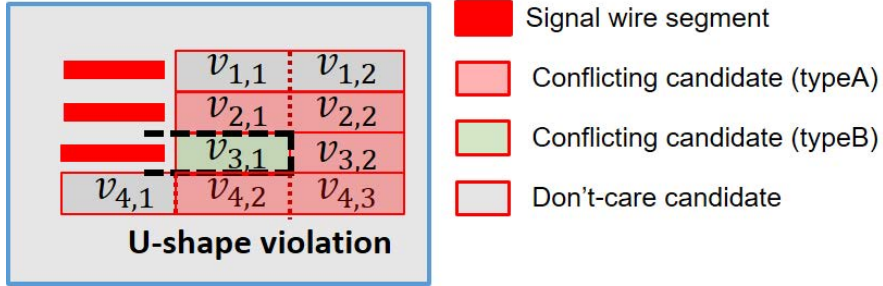 v1,1 v1,2
v2,1 v2,2
v3,1 v3,2
v4,1 v4,2 v4,3
U-shape violation
Signal wire segment
Conflicting candidate (typeA)
Conflicting candidate (typeB)
Don't-care candidate